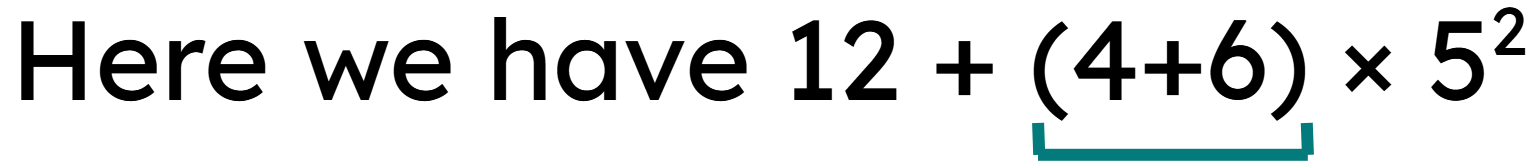 Here we have 12 + (4+6) × 5²